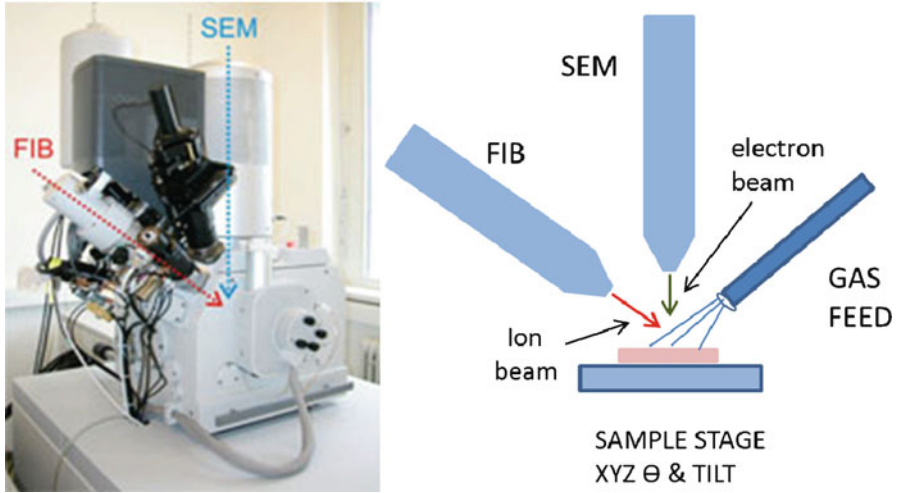 SEM
FIB
SEM
FIB
electron
beam
GAS
FEED
Ion
beam
SAMPLE STAGE
XYZ Θ & TILT